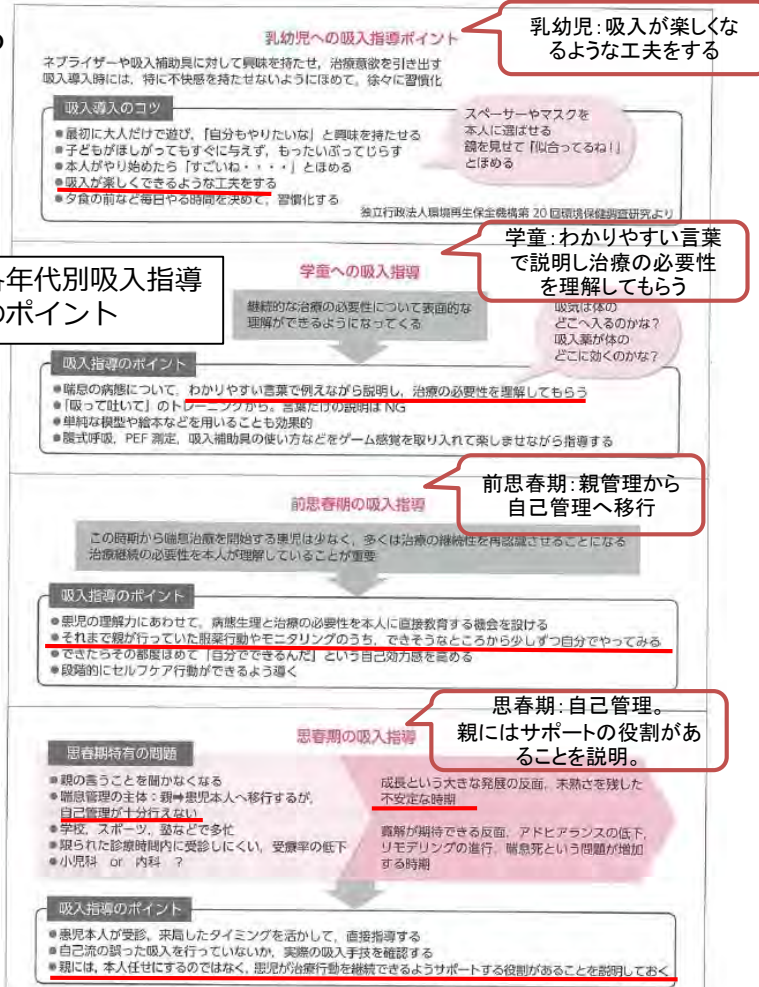 乳幼児への吸入指導ポイント
乳幼児:吸入が楽しくな
るような工夫をする
ネブライザーや吸入補助具に対して興味を持たせ,治療意欲を引き出す
吸入導入時には,特に不快感を持たせないようにほめて,徐々に習慣化
吸入導入のコツ
●最初に大人だけで遊び,「自分もやりたいな」と興味を持たせる
●子どもがほしがってもすぐに与えず,もったいぶってじらす
●本人がやり始めたら「すごいね・・・・」とほめる
●吸入が楽しくできるような工夫をする
●夕食の前など毎日やる時間を決めて,習慣化する
スペーサーやマスクを
本人に選ばせる
鏡を見せて「似合ってるね!」
とほめる
独立行政法人環境再生保全機構第20回環境保健調査研究より
各年代別吸入指導
のポイント
学童への吸入指導
学童:わかりやすい言葉
で説明し治療の必要性
を理解してもらう
継続的な治療の必要性について表面的な
理解ができるようになってくる
吸気は体の
どこへ入るのかな?
吸入薬が体の
どこに効くのかな?
吸入指導のポイント
●喘息の病態について,わかりやすい言葉で例えながら説明し,治療の必要性を理解してもらう
●「吸って吐いて」のトレーニングから。言葉だけの説明はNG
●単純な模型や絵本などを用いることも効果的
●腹式呼吸,PEF測定,吸入補助具の使い方などをゲーム感覚を取り入れて楽しませながら指導する
前思春期の吸入指導
前思春期:親管理から
自己管理へ移行
この時期から喘息治療を開始する患児は少なく,多くは治療の継続性を再認識させることになる
治療継続の必要性を本人が理解していることが重要
吸入指導のポイント
●患児の理解力にあわせて,病態生理と治療の必要性を本人に直接教育する機会を設ける
●それまで親が行っていた服薬行動やモニタリングのうち,できそうなところから少しずつ自分でやってみる
●できたらその都度ほめて「自分でできるんだ」という自己効力感を高める
●段階的にセルフケア行動ができるよう導く
思春期の吸入指導
思春期:自己管理。
親にはサポートの役割があ
ることを説明。
思春期特有の問題
●親の言うことを聞かなくなる
●喘息管理の主体:親➡患児本人へ移行するが,
自己管理が十分行えない
●学校,スポーツ,塾などで多忙
●限られた診療時間内に受診しにくい,受療率の低下
●小児科 or 内科 ?
成長という大きな発展の反面,未熟さを残した
不安定な時期
寛解が期待できる反面,アドヒアランスの低下,
リモデリングの進行,喘息死という問題が増加
する時期
吸入指導のポイント
●患児本人が受診,来局したタイミングを活かして,直接指導する
●自己流の誤った吸入を行っていないか,実際の吸入手技を確認する
●親には,本人任せにするのではなく,患児が治療行動を継続できるようサポートする役割があることを説明しておく